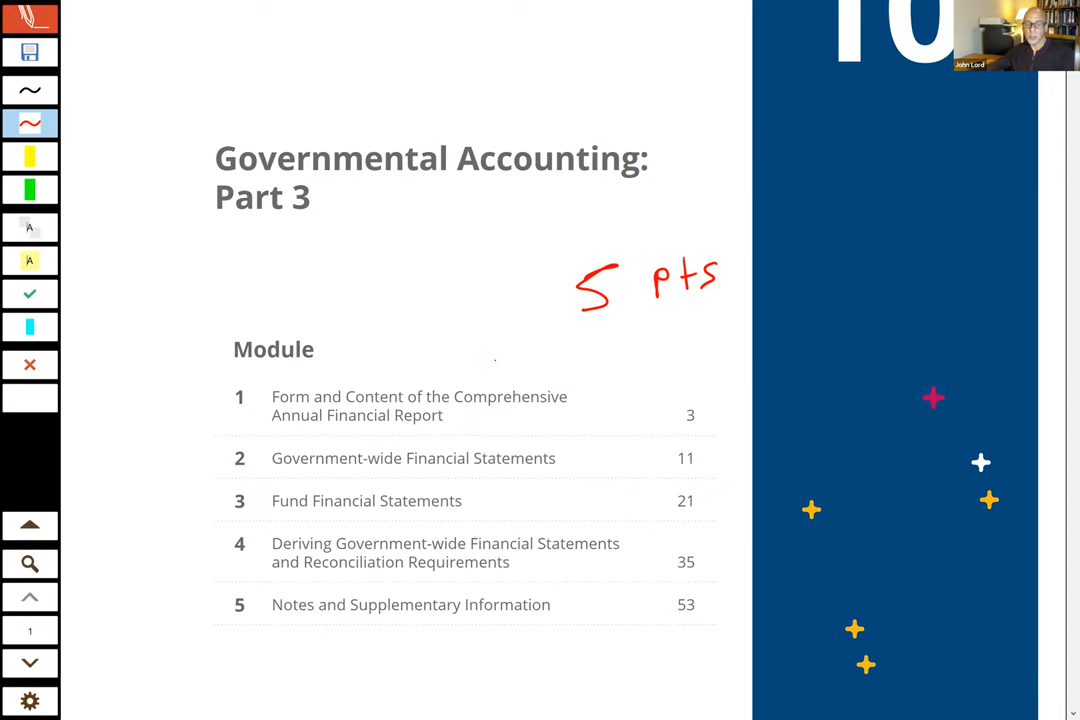 10
John Lord
Governmental Accounting:
Part 3
5 pts
Module
1 Form and Content of the Comprehensive
Annual Financial Report 3
2 Government-wide Financial Statements 11
3 Fund Financial Statements 21
4 Deriving Government-wide Financial Statements
and Reconciliation Requirements 35
5 Notes and Supplementary Information 53
A
A
1